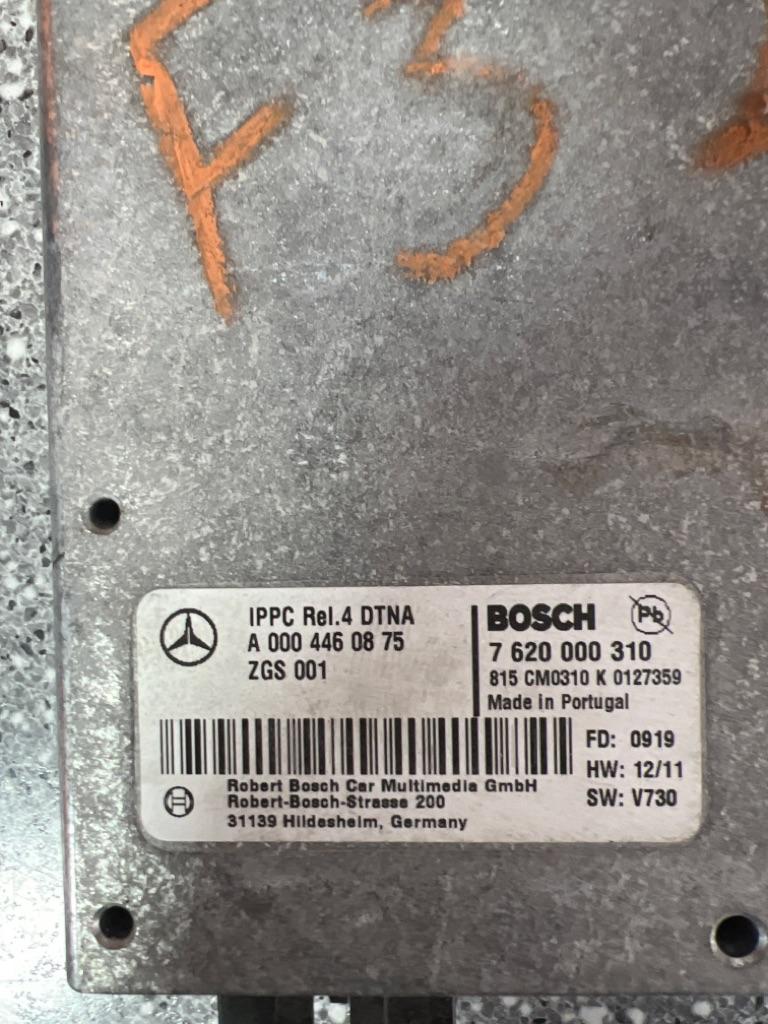 F3
IPPC Rel.4 DTNA
A 000 446 08 75
ZGS 001
BOSCH Pb
7 620 000 310
815 CM0310 K 0127359
Made in Portugal
FD: 0919
HW: 12/11
SW: V730
Robert Bosch Car Multimedia GmbH
Robert-Bosch-Strasse 200
31139 Hildesheim, Germany